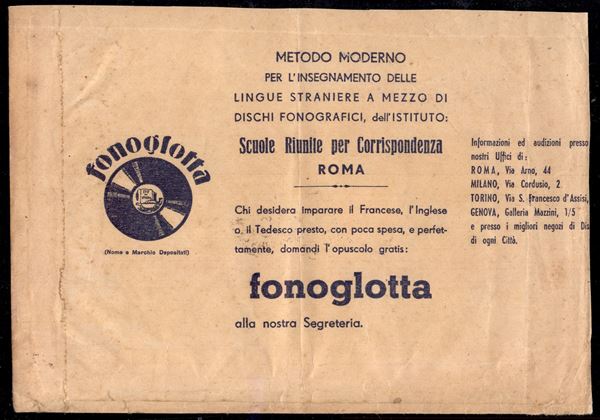 fonoglotta
(Nome e Marchio Depositati)
METODO MODERNO
PER L'INSEGNAMENTO DELLE
LINGUE STRANIERE A MEZZO DI
DISCHI FONOGRAFICI, dell'ISTITUTO:
Scuole Riunite per Corrispondenza
ROMA
Chi desidera imparare il Francese, l'Inglese
o il Tedesco presto, con poca spesa, e perfet-
tamente, domandi l'opuscolo gratis:
fonoglotta
alla nostra Segreteria.
Informazioni ed audizioni presso
nostri Uffici di:
ROMA, Via Arno, 44
MILANO, Via Cordusio, 2
TORINO, Via S. Francesco d'Assisi,
GENOVA, Galleria Mazzini, 1/5
e presso i migliori negozi di Dis
di ogni Città.